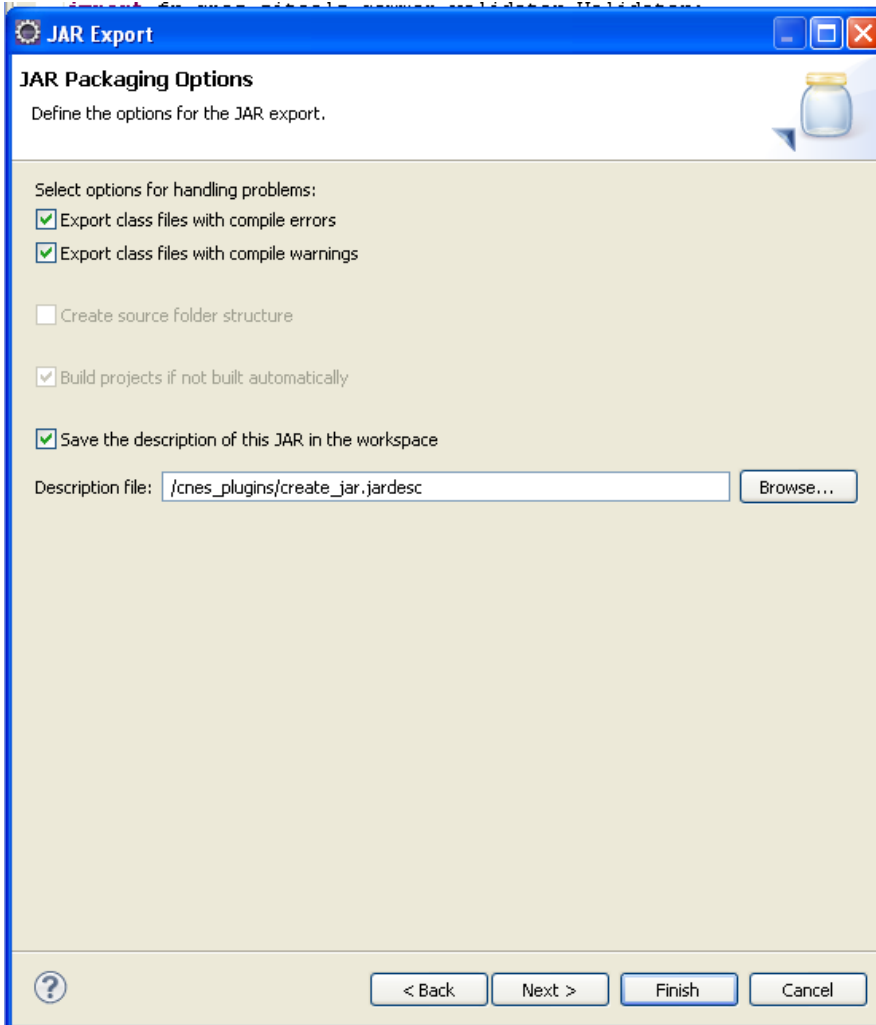 JAR Export
JAR Packaging Options
Define the options for the JAR export.
Select options for handling problems:
Export class files with compile errors
Export class files with compile warnings
Create source folder structure
Build projects if not built automatically
Save the description of this JAR in the workspace
Description file: /cnes_plugins/create_jar.jardesc Browse...
? < Back Next > Finish Cancel